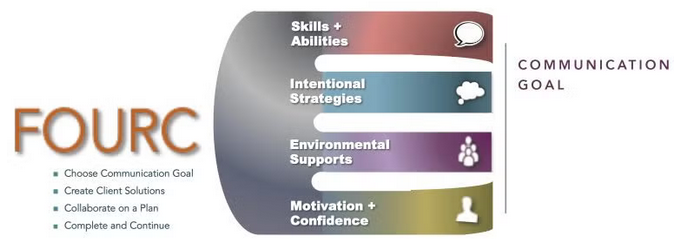 FOURC
Choose Communication Goal
Create Client Solutions
Collaborate on a Plan
Complete and Continue
Skills +
Abilities
Intentional
Strategies
Environmental
Supports
Motivation +
Confidence
COMMUNICATION
GOAL